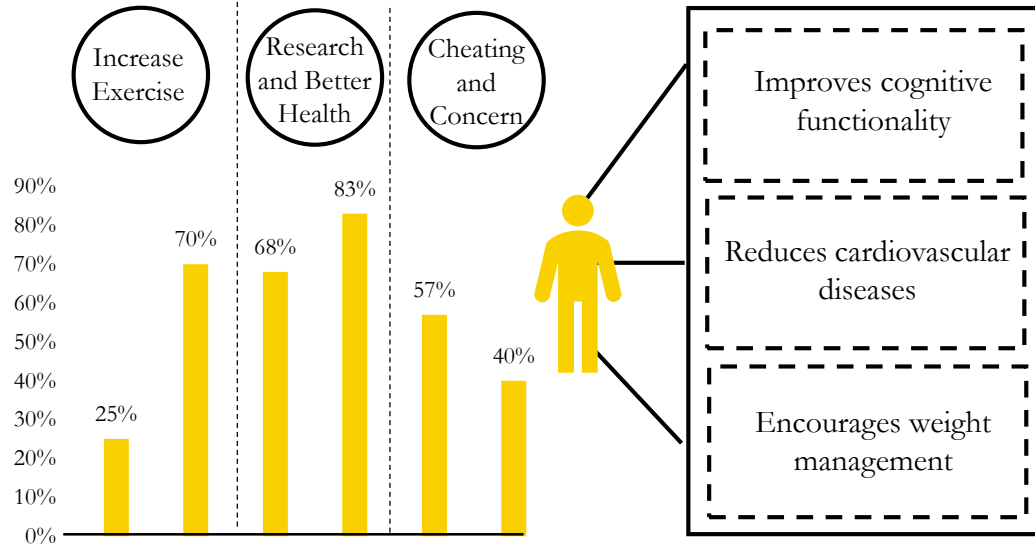 Increase
Exercise
Research
and Better
Health
Cheating
and
Concern
90%
80%
70%
60%
50%
40%
30%
20%
10%
0%
25%
70%
68%
83%
57%
40%
Improves cognitive
functionality
Reduces cardiovascular
diseases
Encourages weight
management